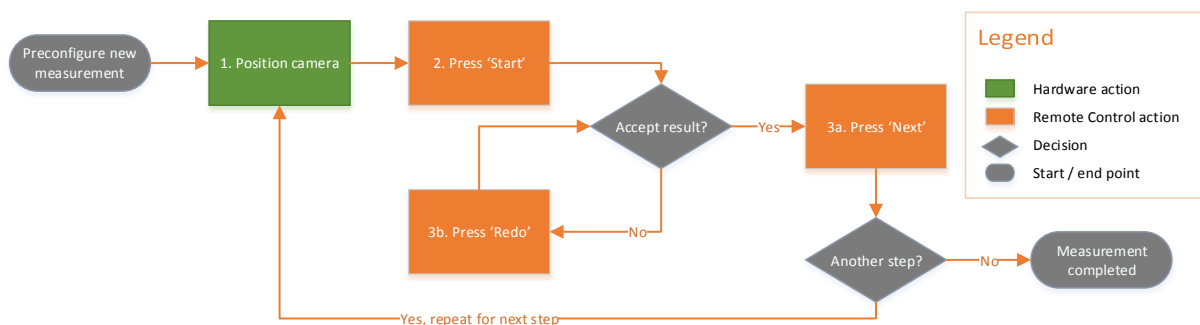 Preconfigure new
measurement
1. Position camera
2. Press ‘Start’
Accept result?
Yes
3a. Press ‘Next’
3b. Press ‘Redo’
No
Another step?
No
Measurement
completed
Yes, repeat for next step
Legend
Hardware action
Remote Control action
Decision
Start / end point